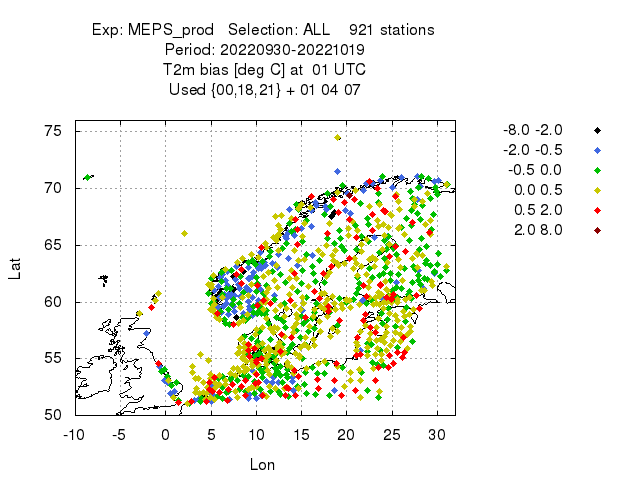 Exp: MEPS_prod   Selection: ALL    921 stations
Period: 20220930-20221019
T2m bias [deg C] at  01 UTC
Used {00,18,21} + 01 04 07
-8.0 -2.0
-2.0 -0.5
-0.5 0.0
0.0 0.5
0.5 2.0
2.0 8.0
Lat
75
70
65
60
55
50
-10 -5 0 5 10 15 20 25 30
Lon